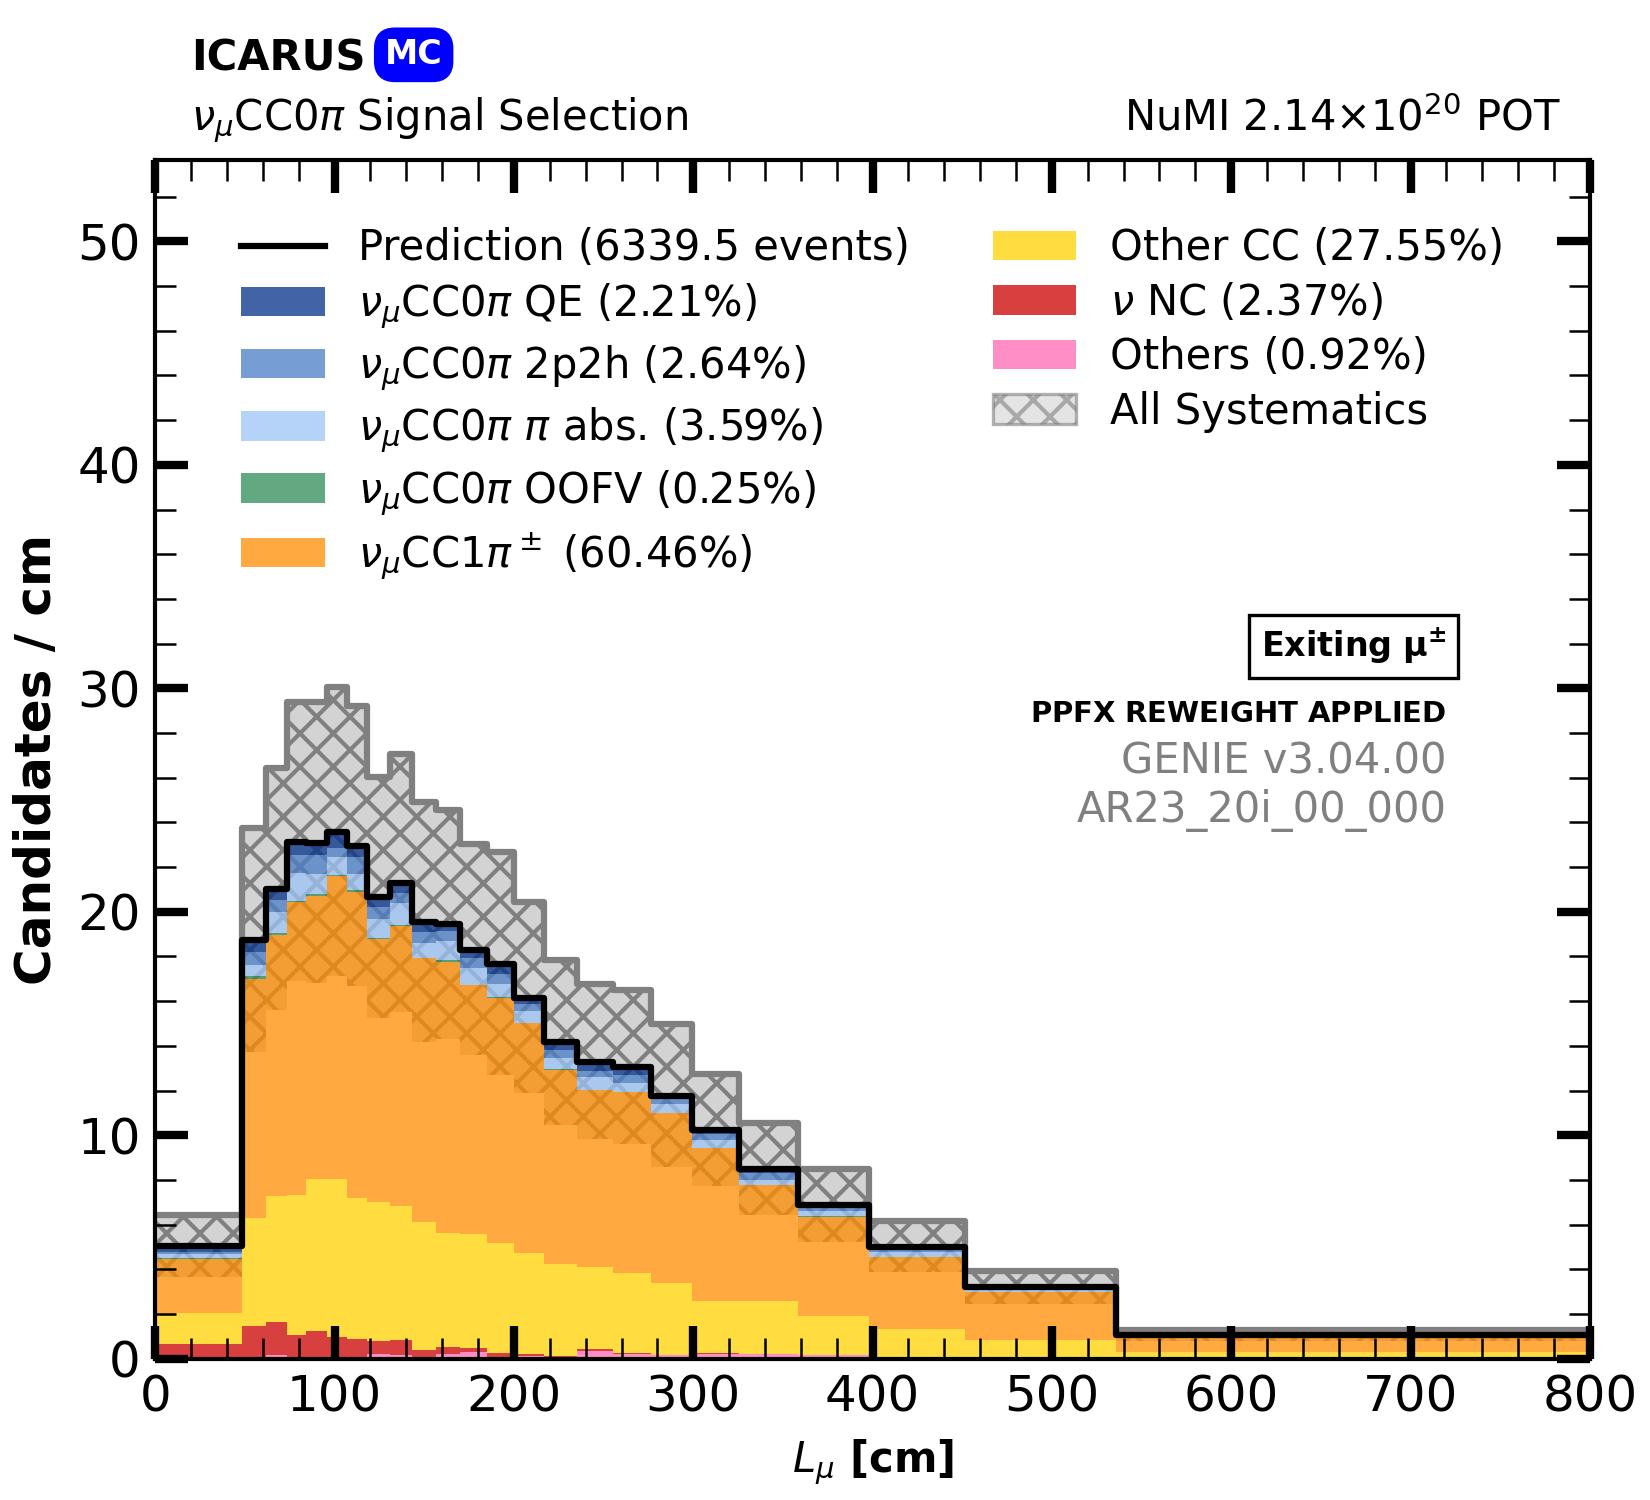 ICARUS MC
νμCC0π Signal Selection
NuMI 2.14×10²⁰ POT
Prediction (6339.5 events)
νμCC0π QE (2.21%)
νμCC0π 2p2h (2.64%)
νμCC0π π abs. (3.59%)
νμCC0π OOFV (0.25%)
νμCC1π± (60.46%)
Other CC (27.55%)
ν NC (2.37%)
Others (0.92%)
All Systematics
Exiting μ±
PPFX REWEIGHT APPLIED
GENIE v3.04.00
AR23_20i_00_000
Candidates / cm
50
40
30
20
10
0
0 100 200 300 400 500 600 700 800
Lμ [cm]